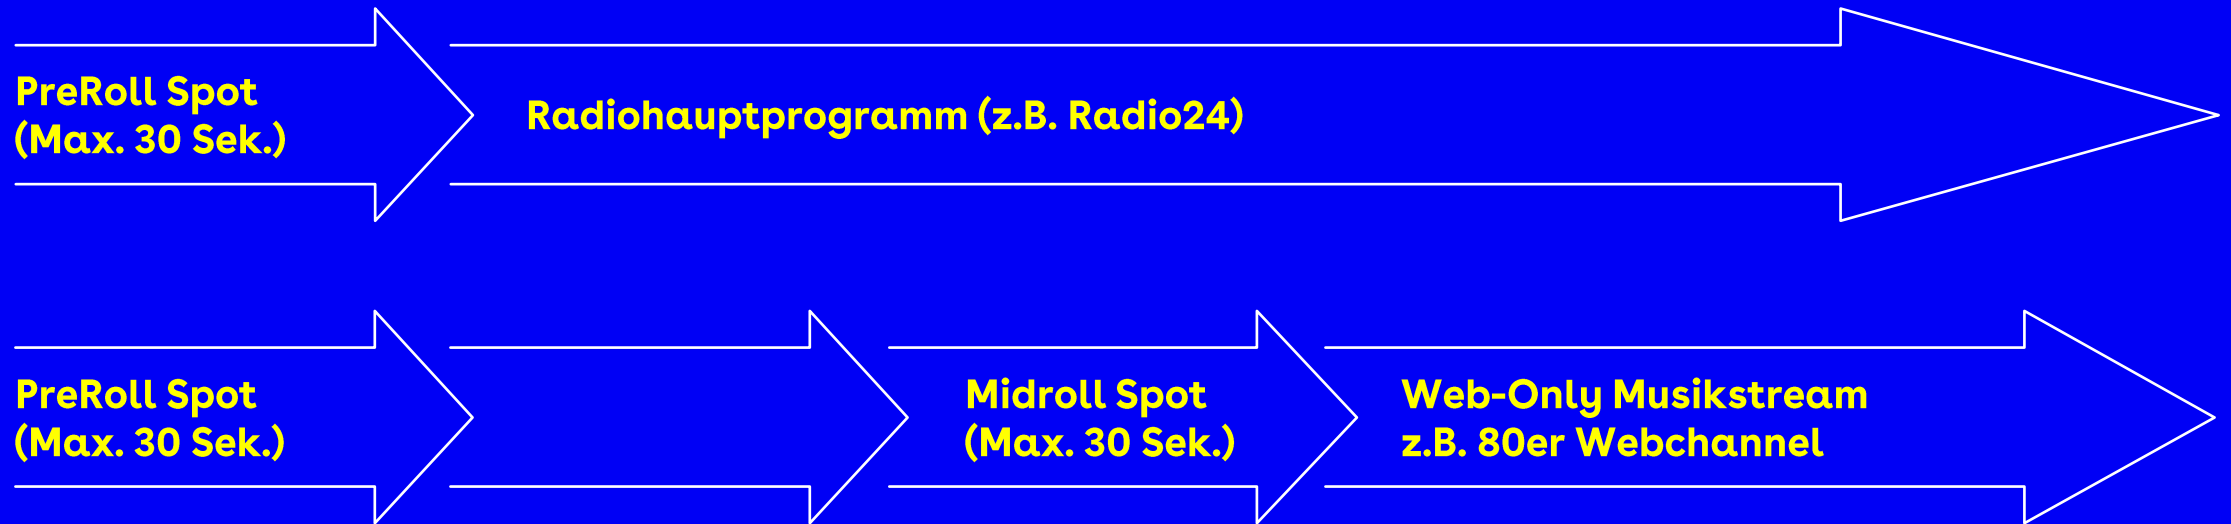 PreRoll Spot
(Max. 30 Sek.)
Radiohauptprogramm (z.B. Radio24)
PreRoll Spot
(Max. 30 Sek.)
Midroll Spot
(Max. 30 Sek.)
Web-Only Musikstream
z.B. 80er Webchannel